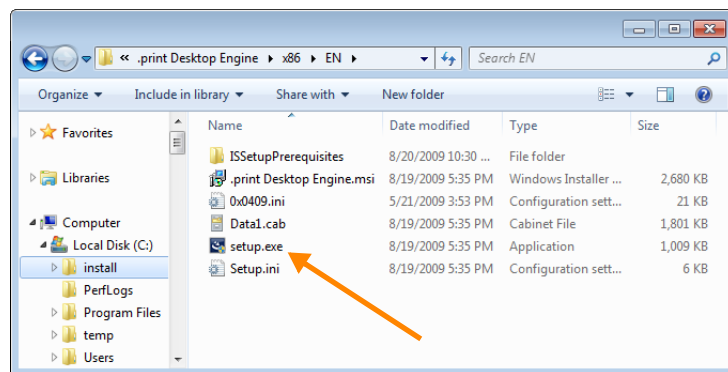 « .print Desktop Engine x86 EN Search EN
Organize Include in library Share with New folder
Favorites
Libraries
Computer
Local Disk (C:)
install
PerfLogs
Program Files
temp
Users
Name Date modified Type Size
ISSetupPrerequisites 8/20/2009 10:30 ... File folder
.print Desktop Engine.msi 8/19/2009 5:35 PM Windows Installer ... 2,680 KB
0x0409.ini 5/21/2009 3:53 PM Configuration sett... 21 KB
Data1.cab 8/19/2009 5:35 PM Cabinet File 1,801 KB
setup.exe 8/19/2009 5:35 PM Application 1,009 KB
Setup.ini 8/19/2009 5:35 PM Configuration sett... 6 KB